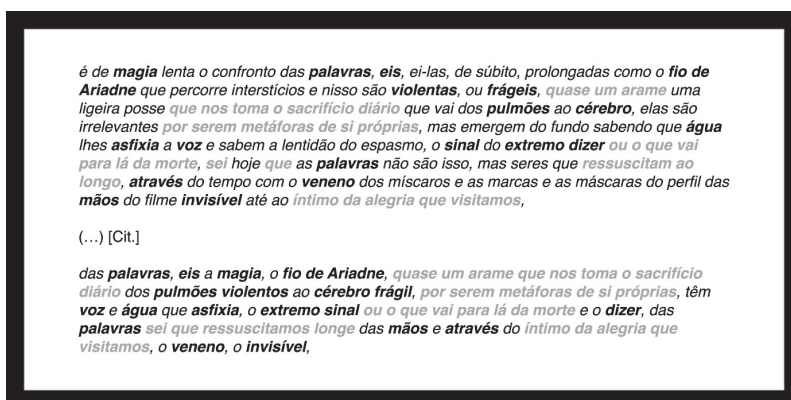 é de magia lenta o confronto das palavras, eis, ei-las, de súbito, prolongadas como o fio de
Ariadne que percorre interstícios e nisso são violentas, ou frágeis, quase um arame uma
ligeira posse que nos toma o sacrifício diário que vai dos pulmões ao cérebro, elas são
irrelevantes por serem metáforas de si próprias, mas emergem do fundo sabendo que água
lhes asfixia a voz e sabem a lentidão do espasmo, o sinal do extremo dizer ou o que vai
para lá da morte, sei hoje que as palavras não são isso, mas seres que ressuscitam ao
longo, através do tempo com o veneno dos míscaros e as marcas e as máscaras do perfil das
mãos do filme invisível até ao íntimo da alegria que visitamos,
(…) [Cit.]
das palavras, eis a magia, o fio de Ariadne, quase um arame que nos toma o sacrifício
diário dos pulmões violentos ao cérebro frágil, por serem metáforas de si próprias, têm
voz e água que asfixia, o extremo sinal ou o que vai para lá da morte e o dizer, das
palavras sei que ressuscitamos longe das mãos e através do íntimo da alegria que
visitamos, o veneno, o invisível,